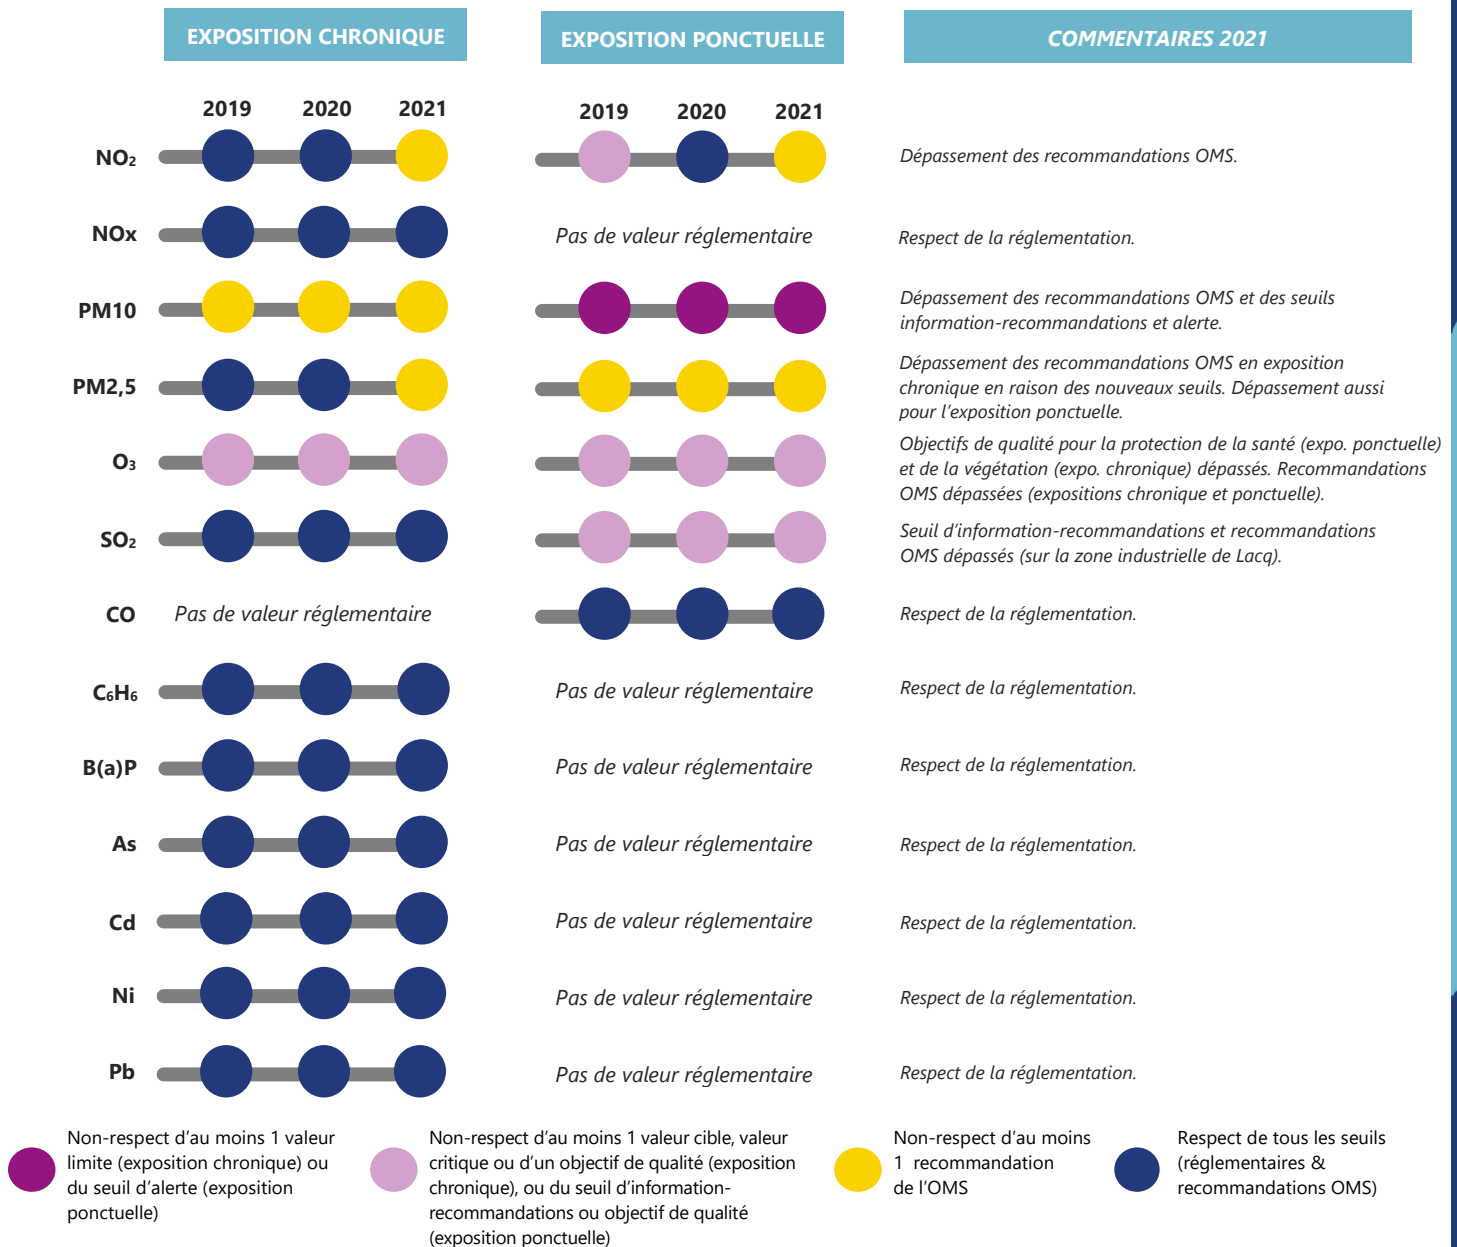 EXPOSITION CHRONIQUE
EXPOSITION PONCTUELLE
COMMENTAIRES 2021
2019 2020 2021
2019 2020 2021
NO₂
Dépassement des recommandations OMS.
NOx
Pas de valeur réglementaire
Respect de la réglementation.
PM10
Dépassement des recommandations OMS et des seuils
information-recommandations et alerte.
PM2,5
Dépassement des recommandations OMS en exposition
chronique en raison des nouveaux seuils. Dépassement aussi
pour l'exposition ponctuelle.
O₃
Objectifs de qualité pour la protection de la santé (expo. ponctuelle)
et de la végétation (expo. chronique) dépassés. Recommandations
OMS dépassées (expositions chronique et ponctuelle).
SO₂
Seuil d'information-recommandations et recommandations
OMS dépassés (sur la zone industrielle de Lacq).
CO
Pas de valeur réglementaire
Respect de la réglementation.
C₆H₆
Pas de valeur réglementaire
Respect de la réglementation.
B(a)P
Pas de valeur réglementaire
Respect de la réglementation.
As
Pas de valeur réglementaire
Respect de la réglementation.
Cd
Pas de valeur réglementaire
Respect de la réglementation.
Ni
Pas de valeur réglementaire
Respect de la réglementation.
Pb
Pas de valeur réglementaire
Respect de la réglementation.
Non-respect d'au moins 1 valeur
limite (exposition chronique) ou
du seuil d'alerte (exposition
ponctuelle)
Non-respect d'au moins 1 valeur cible, valeur
critique ou d'un objectif de qualité (exposition
chronique), ou du seuil d'information-
recommandations ou objectif de qualité
(exposition ponctuelle)
Non-respect d'au moins
1 recommandation
de l'OMS
Respect de tous les seuils
(réglementaires &
recommandations OMS)